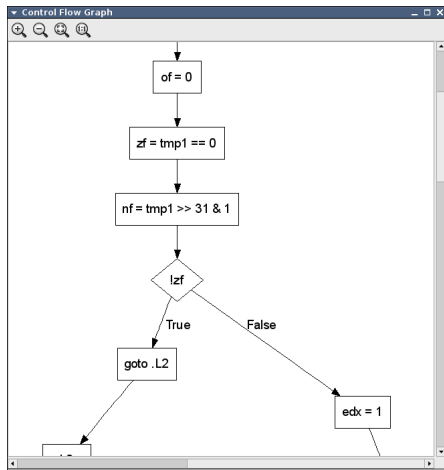 Control Flow Graph
of = 0
zf = tmp1 == 0
nf = tmp1 >> 31 & 1
!zf
True
False
goto .L2
edx = 1